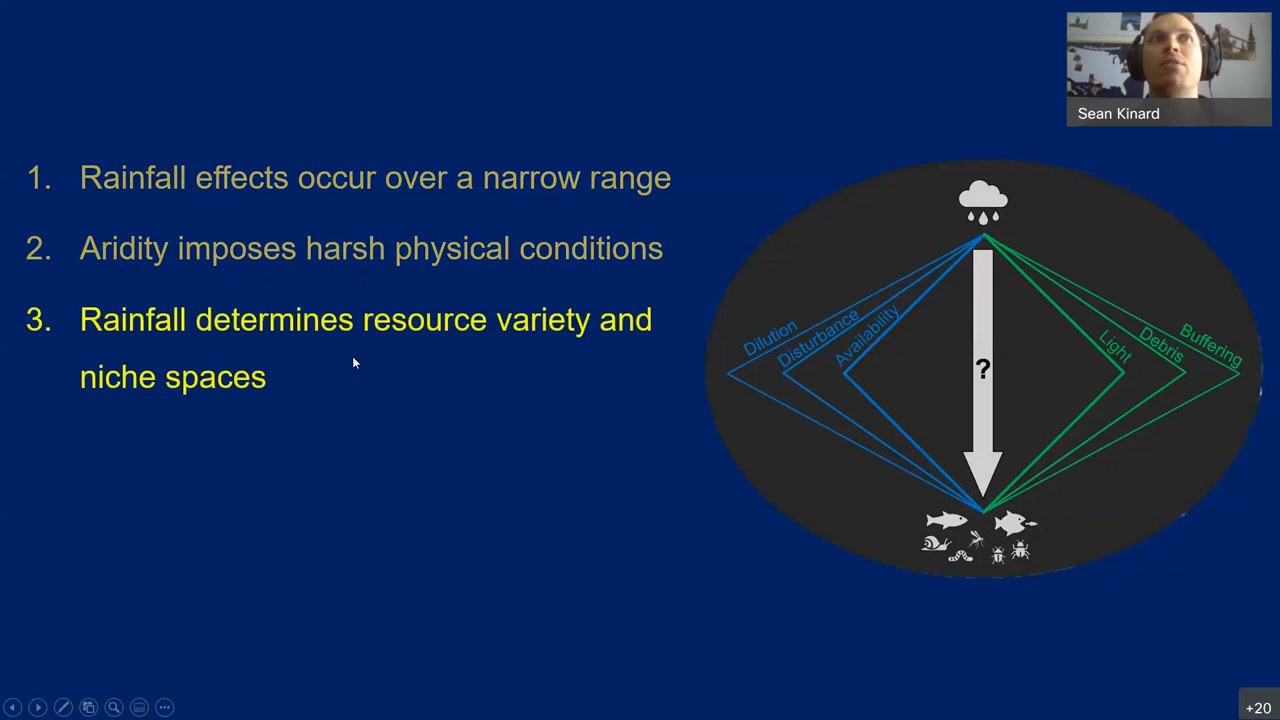 Sean Kinard
1. Rainfall effects occur over a narrow range
2. Aridity imposes harsh physical conditions
3. Rainfall determines resource variety and
niche spaces
Dilution
Disturbance
Availability
?
Light
Debris
Buffering
+20